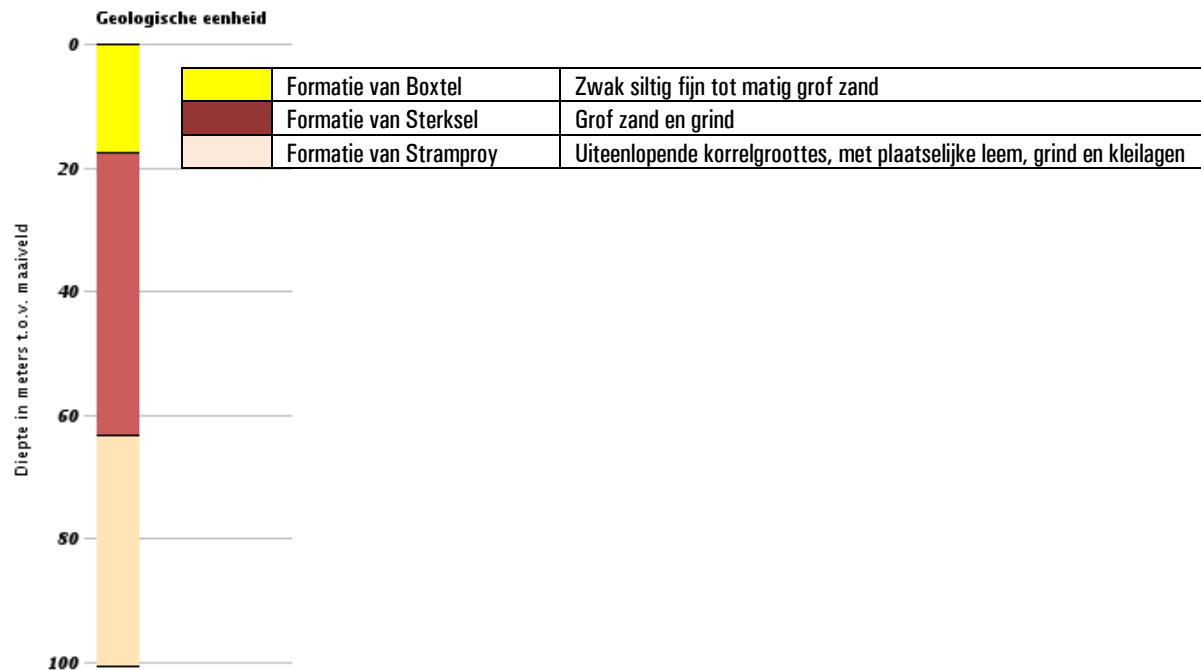 Geologische eenheid
0
Formatie van Boxtel Zwak siltig fijn tot matig grof zand
Formatie van Sterksel Grof zand en grind
Formatie van Stramproy Uiteenlopende korrelgroottes, met plaatselijke leem, grind en kleilagen
20
40
60
80
100
Diepte in meters t.o.v. maaiveld